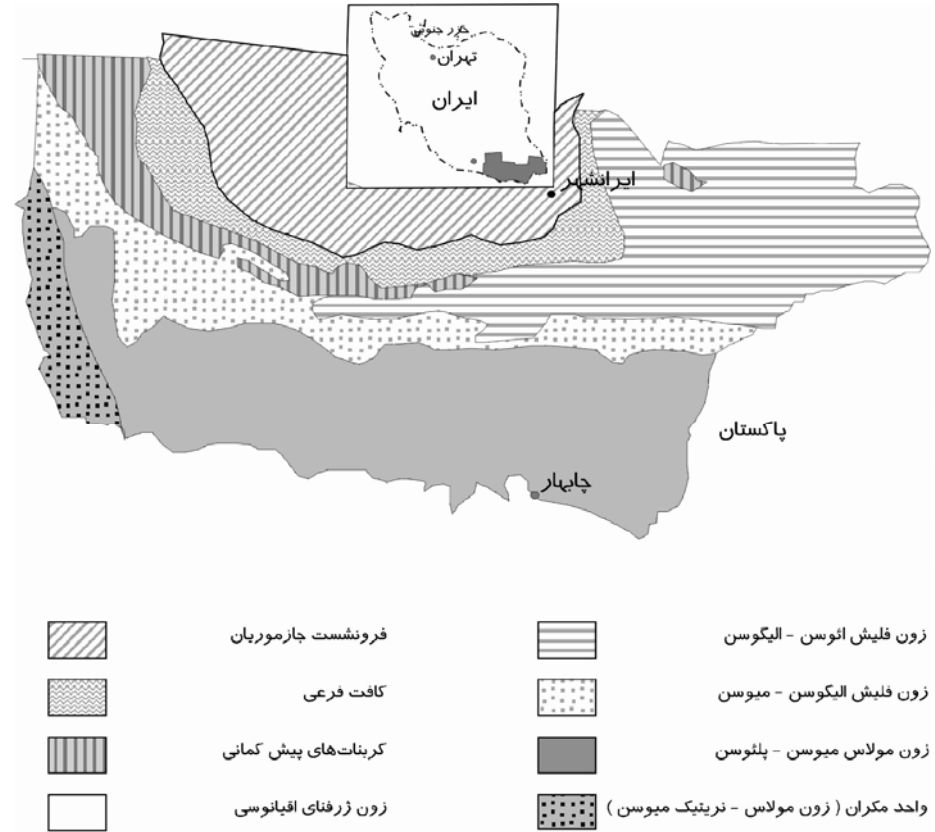 خزر جنوبی
تهران
ایران
ایرانشهر
پاکستان
چابهار
زون فلیش ائوسن - الیگوسن
فرونشست جازموریان
زون فلیش الیگوسن - میوسن
کافت فرعی
زون مولاس میوسن - پلئوسن
کربنات‌های پیش کمانی
واحد مکران ( زون مولاس - نریتیک میوسن )
زون ژرفنای اقیانوسی